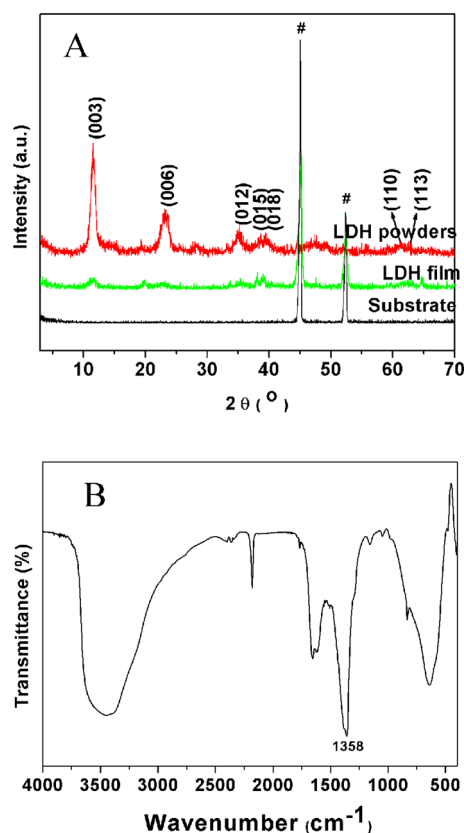 A
Intensity (a.u.)
(003)
(006)
(012)
(015)
(018)
#
#
(110)
(113)
LDH powders
LDH film
Substrate
10 20 30 40 50 60 70
2 θ ( o )
B
Transmittance (%)
1358
4000 3500 3000 2500 2000 1500 1000 500
Wavenumber (cm-1)